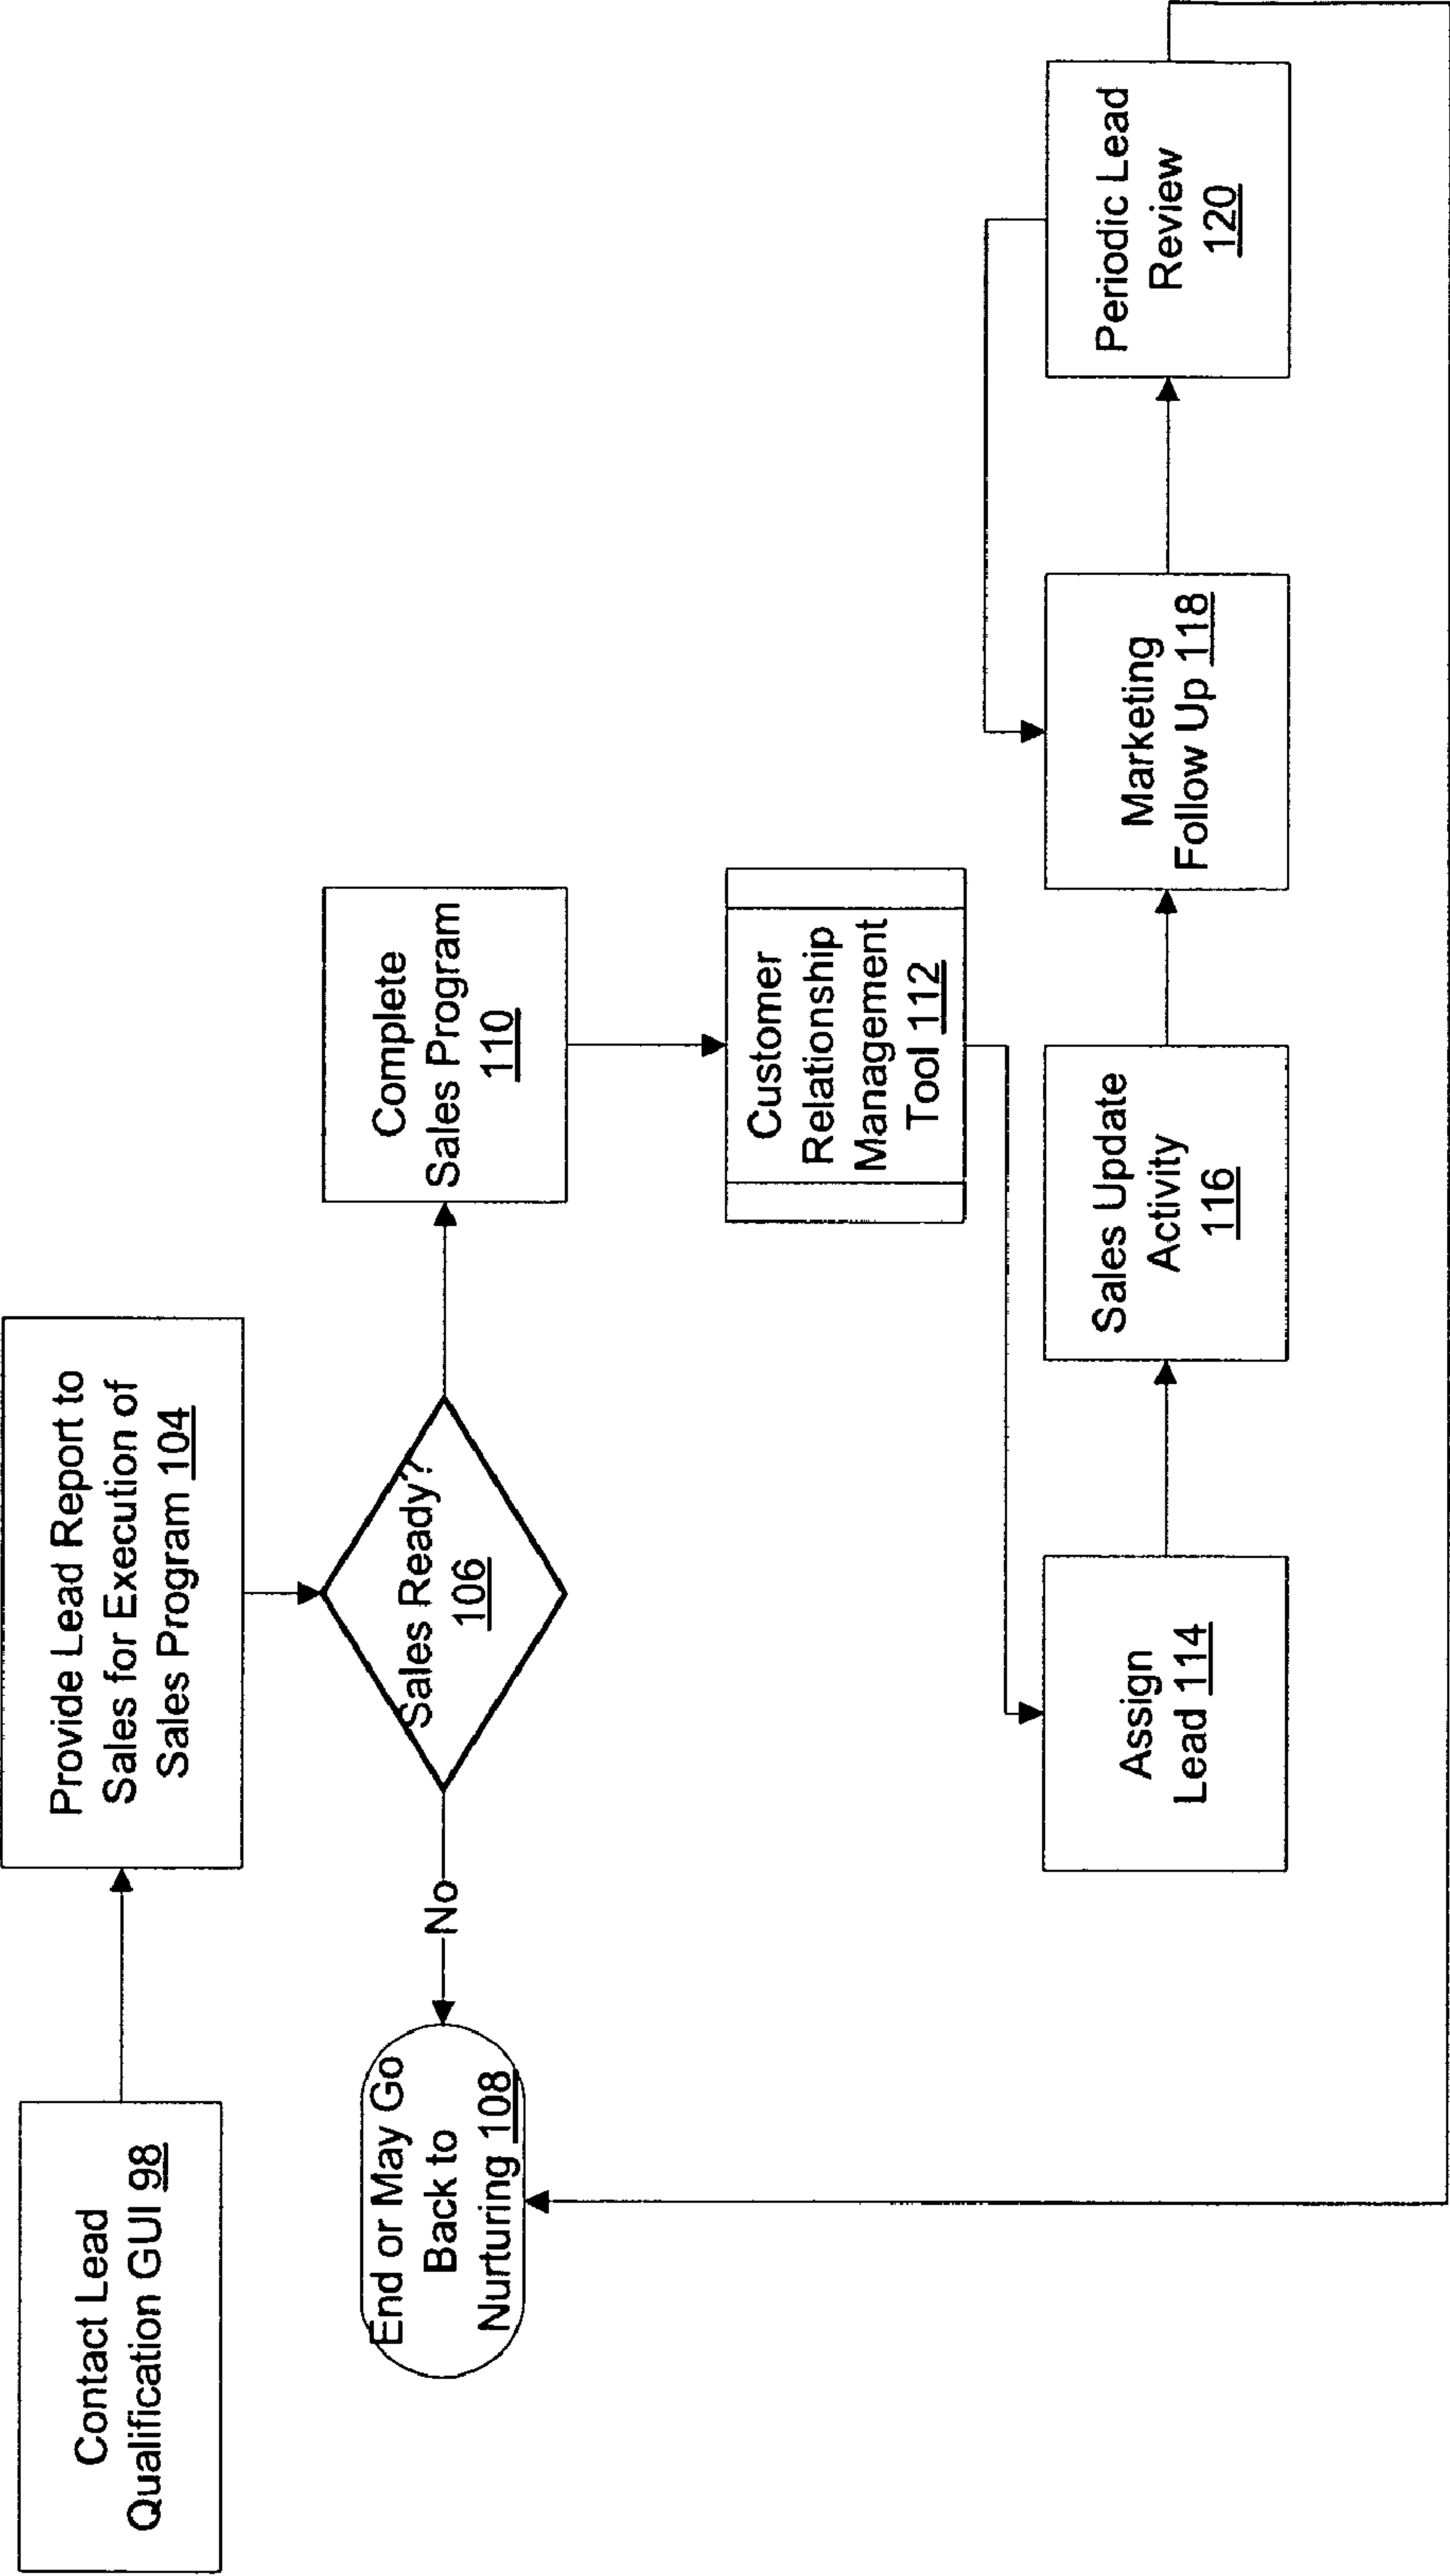 Contact Lead
Qualification GUI 98
Provide Lead Report to
Sales for Execution of
Sales Program 104
Sales Ready?
106
No
End or May Go
Back to
Nurturing 108
Complete
Sales Program
110
Customer
Relationship
Management
Tool 112
Assign
Lead 114
Sales Update
Activity
116
Marketing
Follow Up 118
Periodic Lead
Review
120